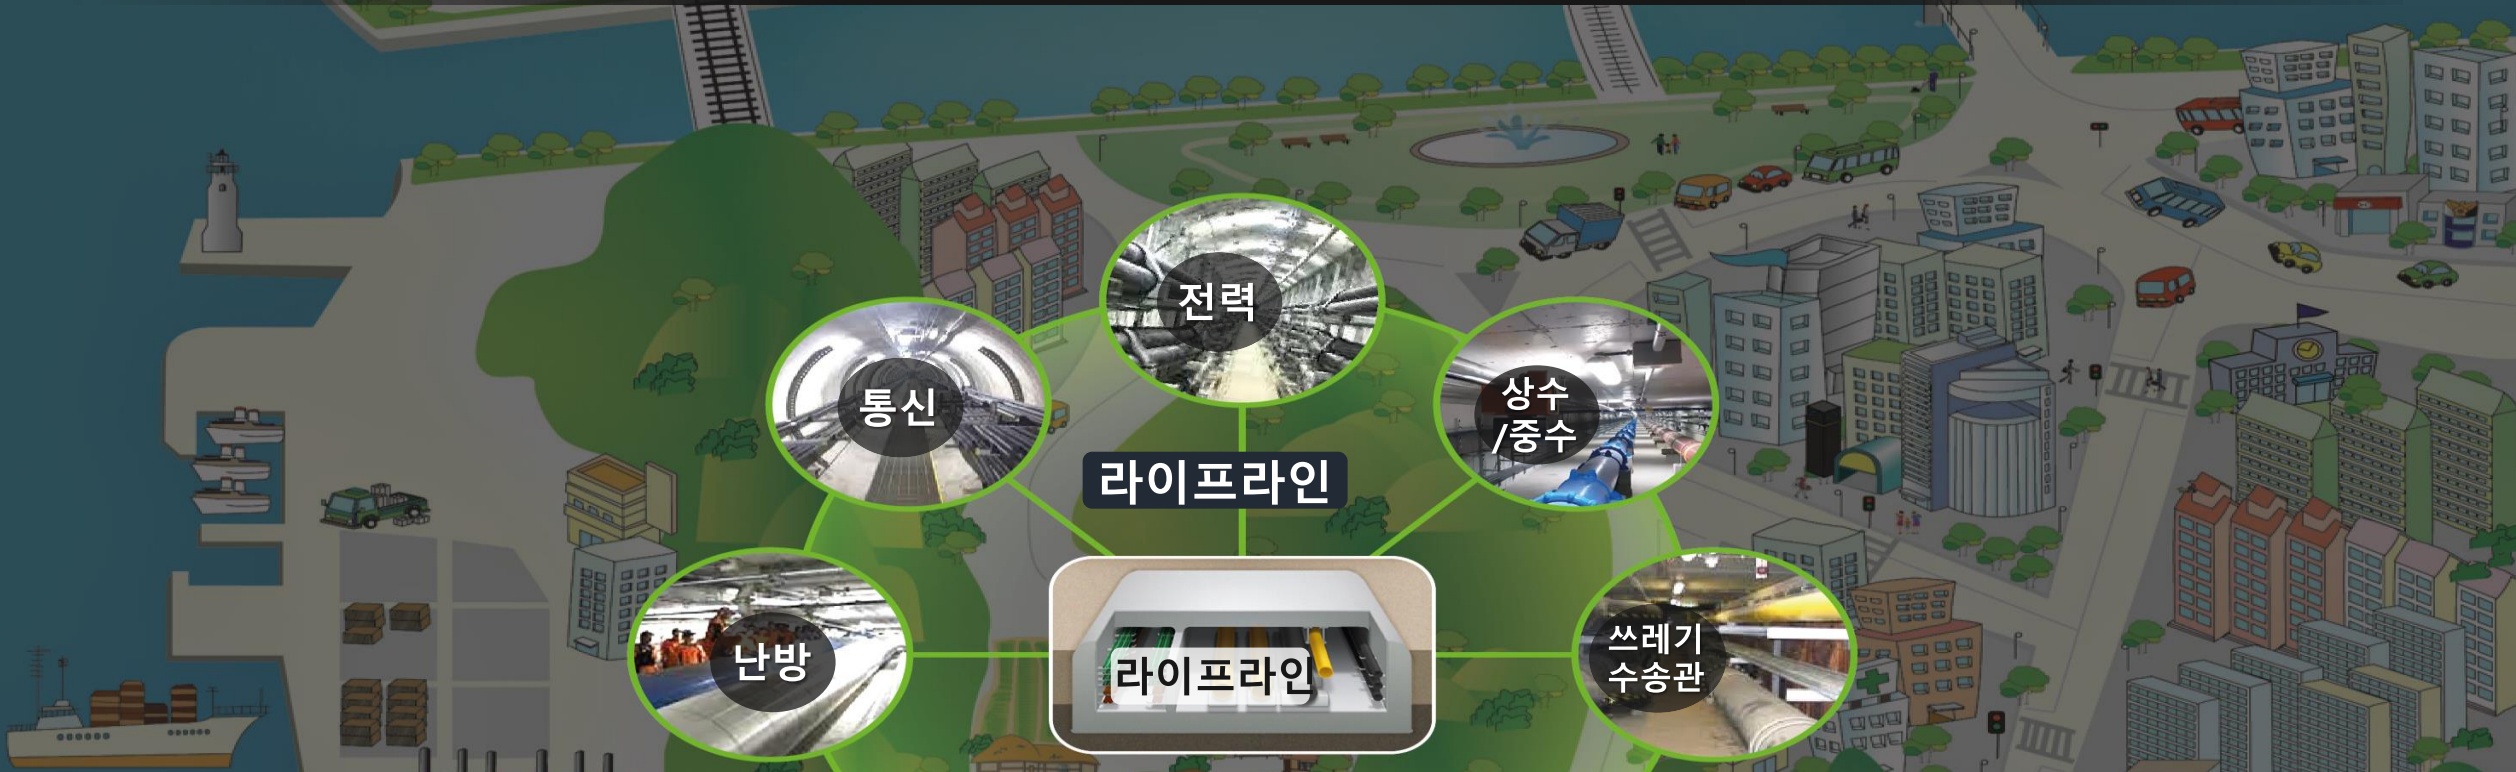 전력
통신
상수
/중수
라이프라인
난방
라이프라인
쓰레기
수송관